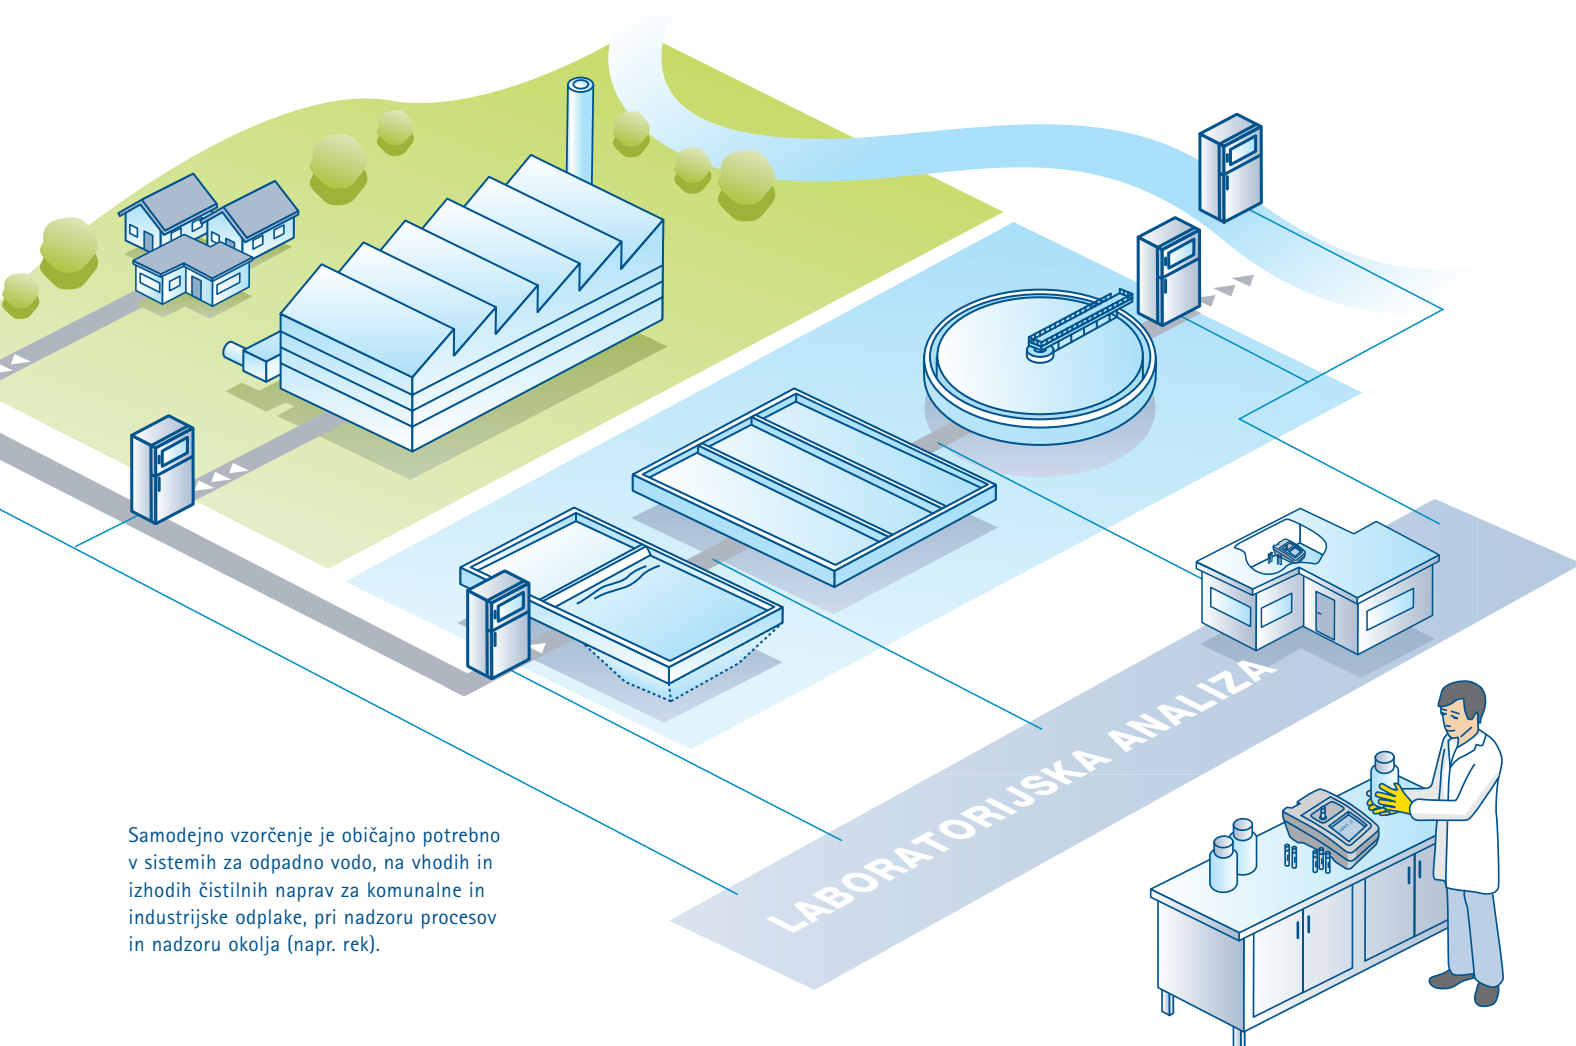 LABORATORIJSKA ANALIZA
Samodejno vzorčenje je običajno potrebno
v sistemih za odpadno vodo, na vhodih in
izhodih čistilnih naprav za komunalne in
industrijske odplake, pri nadzoru procesov
in nadzoru okolja (napr. rek).